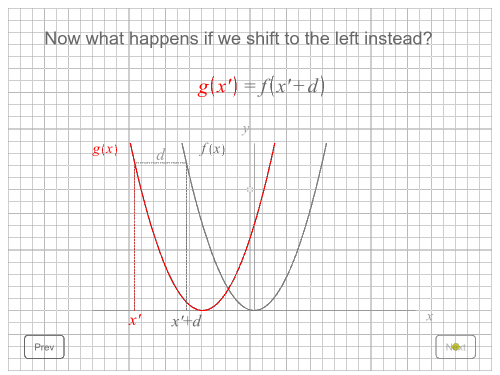 Now what happens if we shift to the left instead?
g(x′) = f(x′+d)
y
g(x) d f(x)
x′ x′+d x
Prev Next